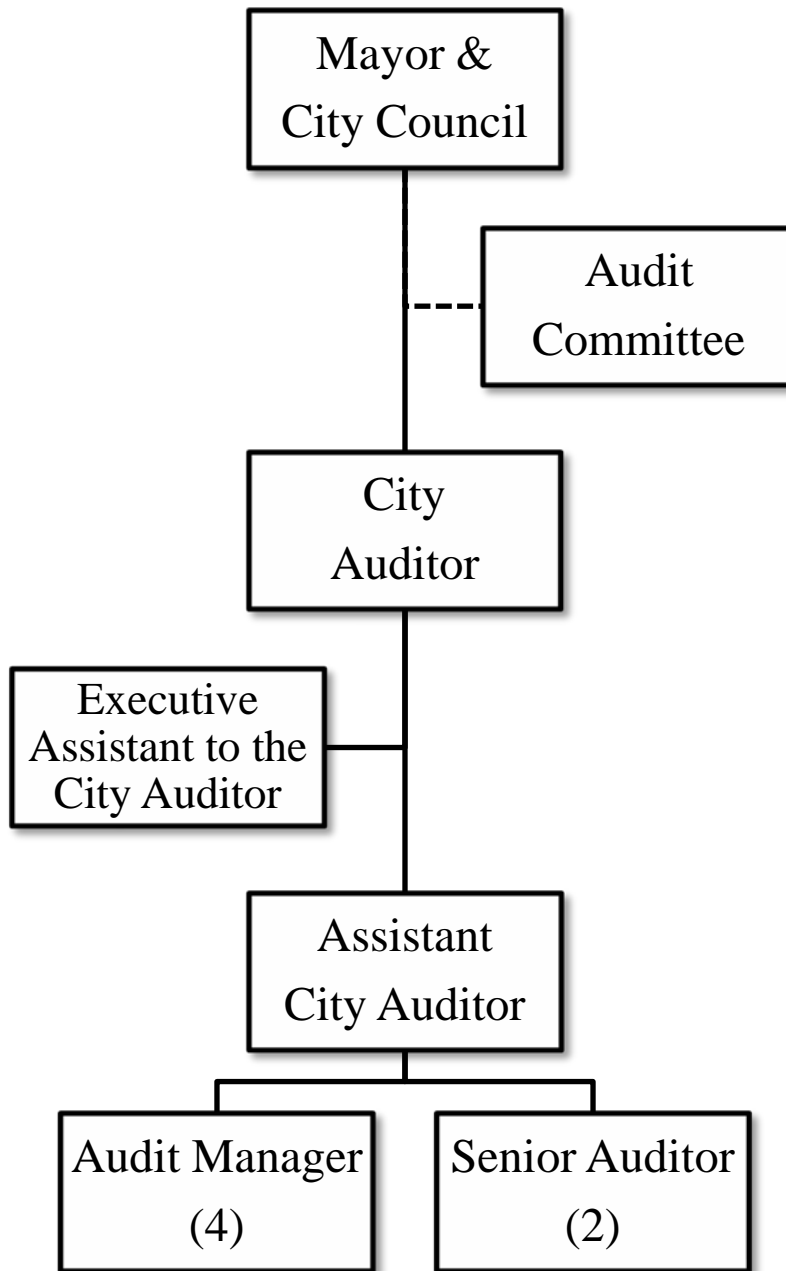 Mayor &
City Council
Audit
Committee
City
Auditor
Executive
Assistant to the
City Auditor
Assistant
City Auditor
Audit Manager
(4)
Senior Auditor
(2)